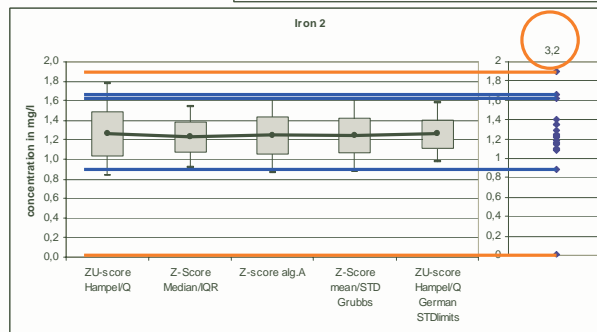 Iron 2
3,2
concentration in mg/l
2,0
1,8
1,6
1,4
1,2
1,0
0,8
0,6
0,4
0,2
0,0
2
1,8
1,6
1,4
1,2
1
0,8
0,6
0,4
0,2
0
ZU-score
Hampel/Q
Z-Score
Median/IQR
Z-score alg.A
Z-Score
mean/STD
Grubbs
ZU-score
Hampel/Q
German
STDlimits